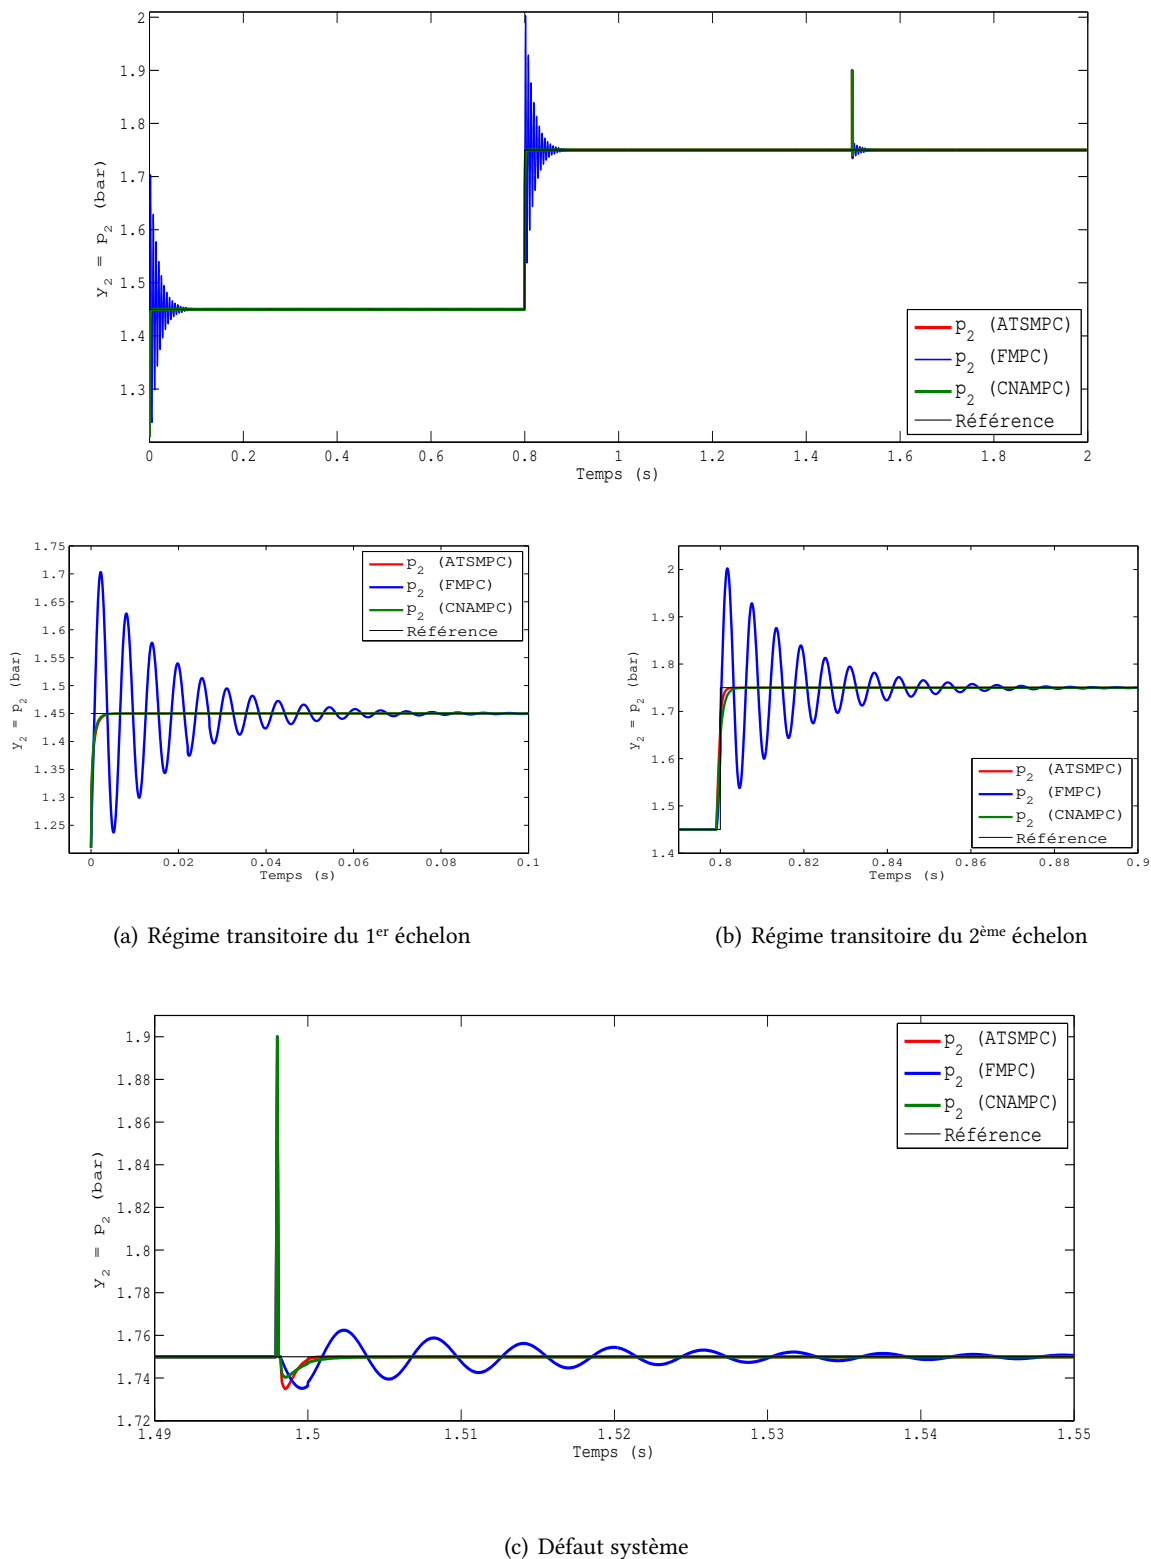 2
1.9
1.8
1.7
1.6
1.5
1.4
1.3
y2 = p2 (bar)
0 0.2 0.4 0.6 0.8 1 1.2 1.4 1.6 1.8 2
Temps (s)
p2 (ATSMPC)
p2 (FMPC)
p2 (CNAMPC)
Référence
1.75
1.7
1.65
1.6
1.55
1.5
1.45
1.4
1.35
1.3
1.25
y2 = p2 (bar)
0 0.02 0.04 0.06 0.08 0.1
Temps (s)
p2 (ATSMPC)
p2 (FMPC)
p2 (CNAMPC)
Référence
(a) Régime transitoire du 1er échelon
2
1.9
1.8
1.7
1.6
1.5
1.4
y2 = p2 (bar)
0.8 0.82 0.84 0.86 0.88 0.9
Temps (s)
p2 (ATSMPC)
p2 (FMPC)
p2 (CNAMPC)
Référence
(b) Régime transitoire du 2ème échelon
1.9
1.88
1.86
1.84
1.82
1.8
1.78
1.76
1.74
1.72
y2 = p2 (bar)
1.49 1.5 1.51 1.52 1.53 1.54 1.55
Temps (s)
p2 (ATSMPC)
p2 (FMPC)
p2 (CNAMPC)
Référence
(c) Défaut système